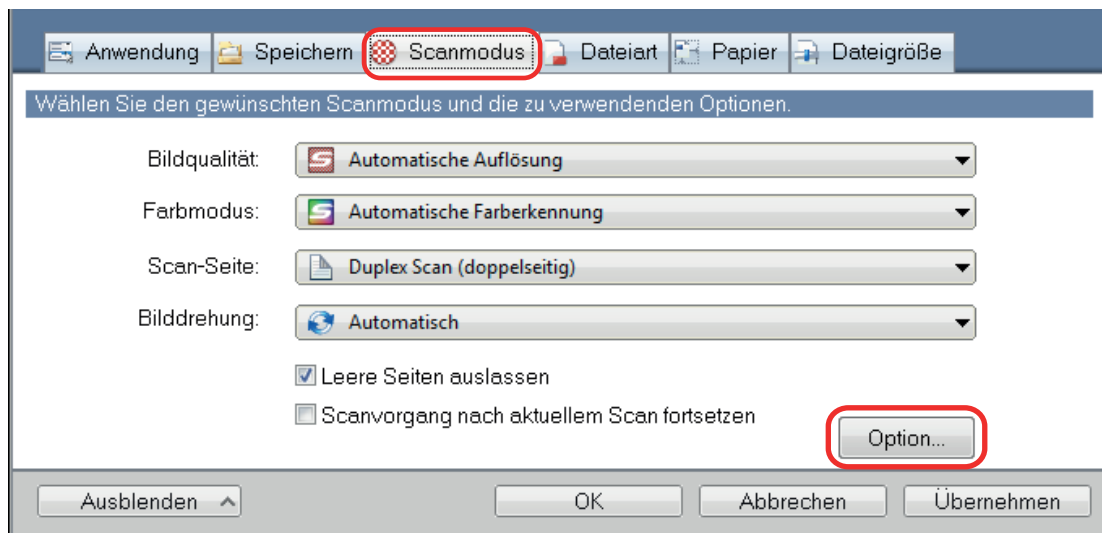 Anwendung Speichern Scanmodus Dateiart Papier Dateigröße
Wählen Sie den gewünschten Scanmodus und die zu verwendenden Optionen.
Bildqualität: Automatische Auflösung
Farbmodus: Automatische Farberkennung
Scan-Seite: Duplex Scan (doppelseitig)
Bilddrehung: Automatisch
Leere Seiten auslassen
Scanvorgang nach aktuellem Scan fortsetzen
Option...
Ausblenden OK Abbrechen Übernehmen